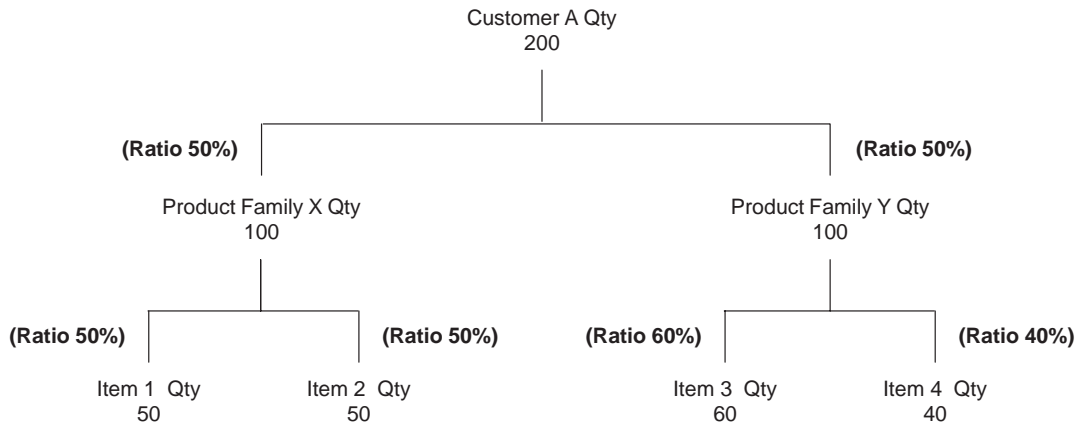 Customer A Qty
200
(Ratio 50%)
(Ratio 50%)
Product Family X Qty
100
Product Family Y Qty
100
(Ratio 50%)
(Ratio 50%)
(Ratio 60%)
(Ratio 40%)
Item 1 Qty
50
Item 2 Qty
50
Item 3 Qty
60
Item 4 Qty
40